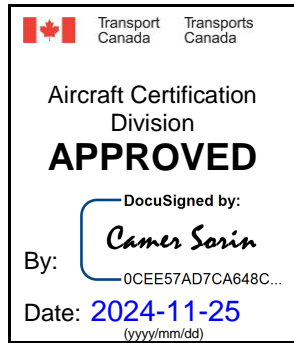 Transport Transports
Canada Canada
Aircraft Certification
Division
APPROVED
DocuSigned by:
Camer Sorin
By:
0CEE57AD7CA648C...
Date: 2024-11-25
(yyyy/mm/dd)